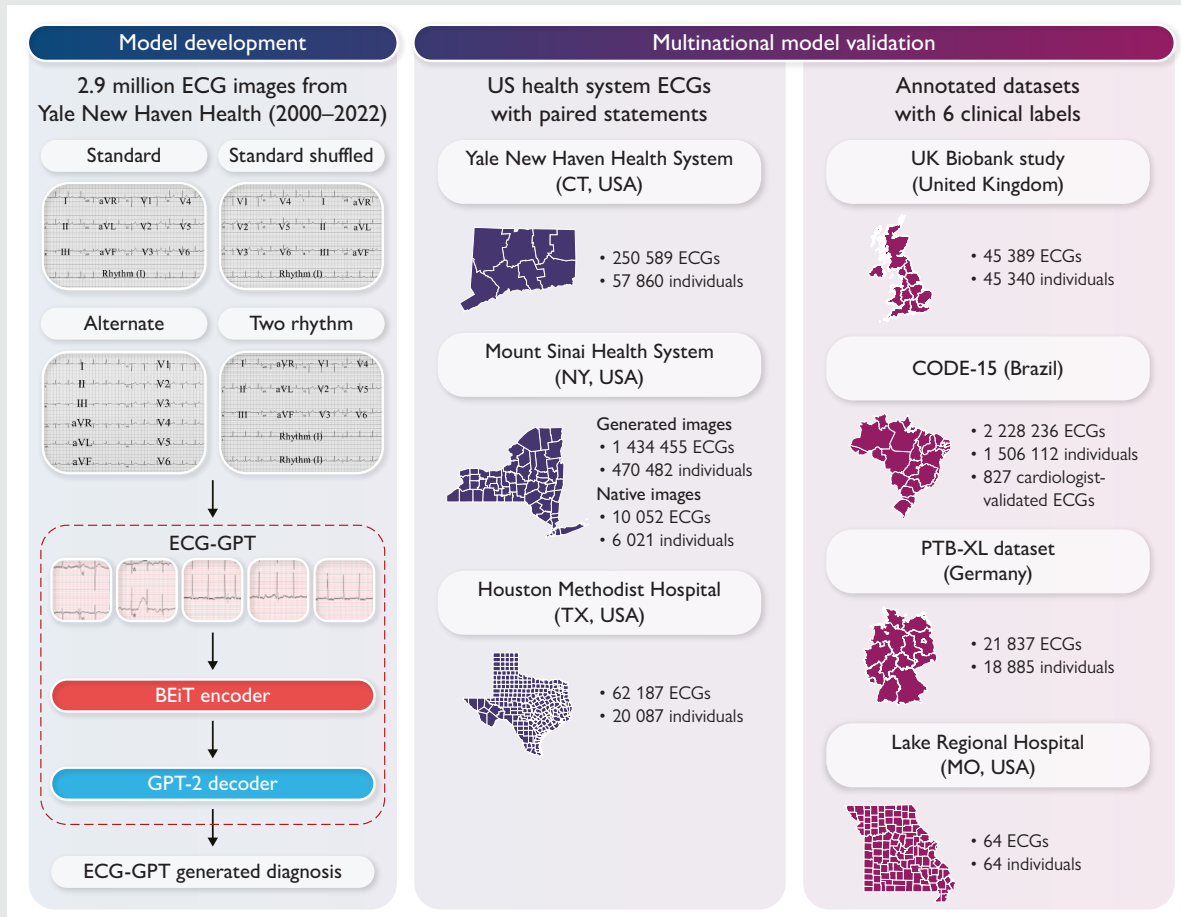 Model development
2.9 million ECG images from
Yale New Haven Health (2000–2022)
Standard
I aVR V1 V4
II aVL V2 V5
III aVF V3 V6
Rhythm (I)
Standard shuffled
V1 V4 I aVR
V2 V5 II aVL
V3 V6 III aVF
Rhythm (I)
Alternate
I V1
II V2
III V3
aVR V4
aVL V5
aVF V6
Two rhythm
I aVR V1 V4
II aVL V2 V5
III aVF V3 V6
Rhythm (I)
Rhythm (I)
ECG-GPT
BEiT encoder
GPT-2 decoder
ECG-GPT generated diagnosis
Multinational model validation
US health system ECGs
with paired statements
Yale New Haven Health System
(CT, USA)
• 250 589 ECGs
• 57 860 individuals
Mount Sinai Health System
(NY, USA)
Generated images
• 1 434 455 ECGs
• 470 482 individuals
Native images
• 10 052 ECGs
• 6 021 individuals
Houston Methodist Hospital
(TX, USA)
• 62 187 ECGs
• 20 087 individuals
Annotated datasets
with 6 clinical labels
UK Biobank study
(United Kingdom)
• 45 389 ECGs
• 45 340 individuals
CODE-15 (Brazil)
• 2 228 236 ECGs
• 1 506 112 individuals
• 827 cardiologist-
validated ECGs
PTB-XL dataset
(Germany)
• 21 837 ECGs
• 18 885 individuals
Lake Regional Hospital
(MO, USA)
• 64 ECGs
• 64 individuals